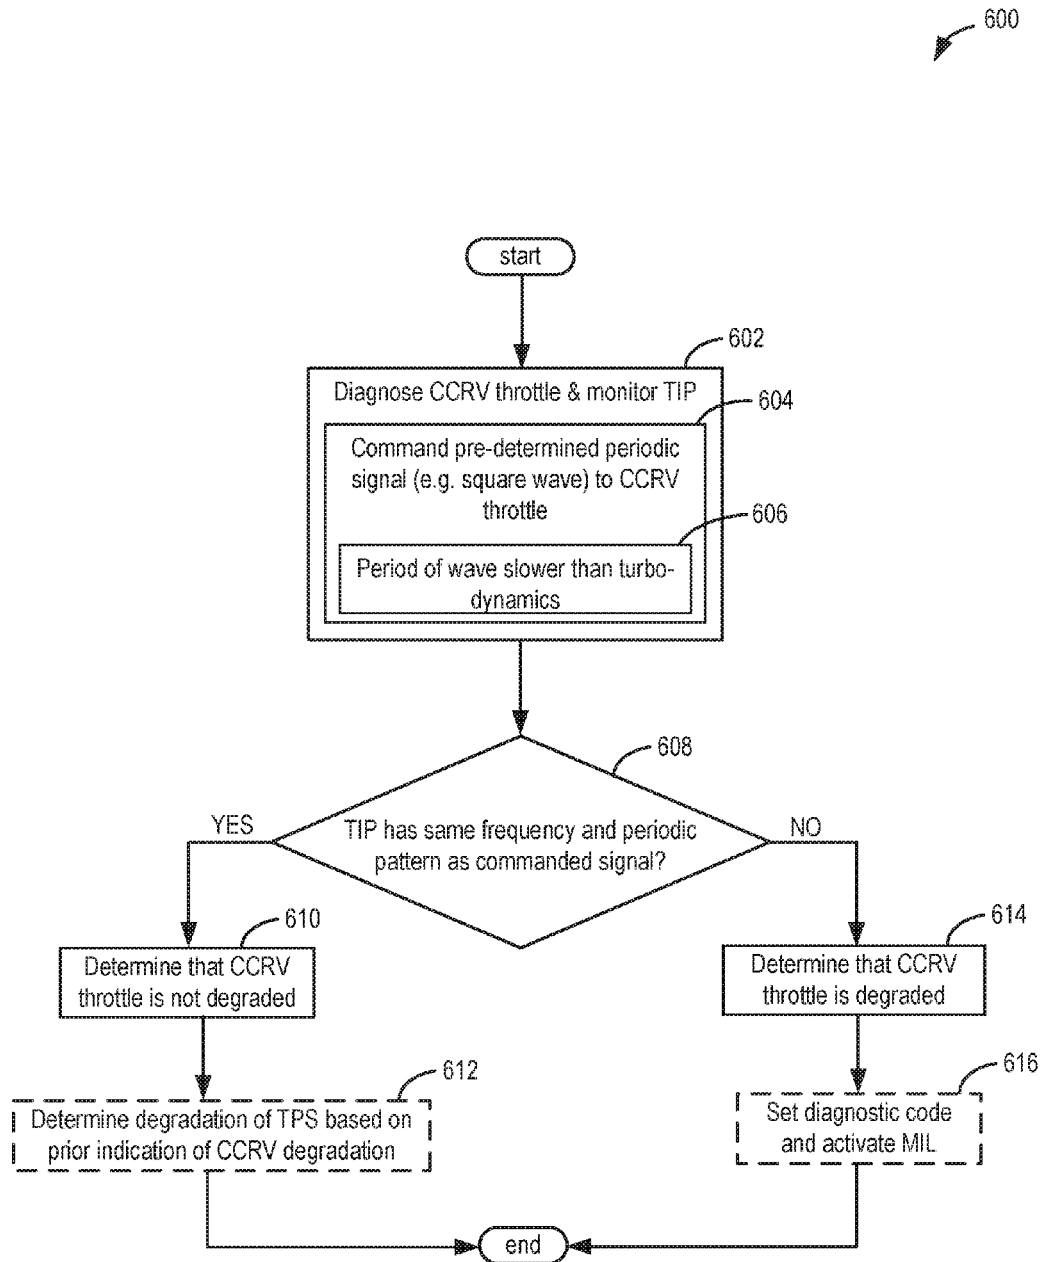 600
start
602
Diagnose CCRV throttle & monitor TIP
604
Command pre-determined periodic
signal (e.g. square wave) to CCRV
throttle
606
Period of wave slower than turbo-
dynamics
608
TIP has same frequency and periodic
pattern as commanded signal?
YES
NO
610
Determine that CCRV
throttle is not degraded
614
Determine that CCRV
throttle is degraded
612
Determine degradation of TPS based on
prior indication of CCRV degradation
616
Set diagnostic code
and activate MIL
end